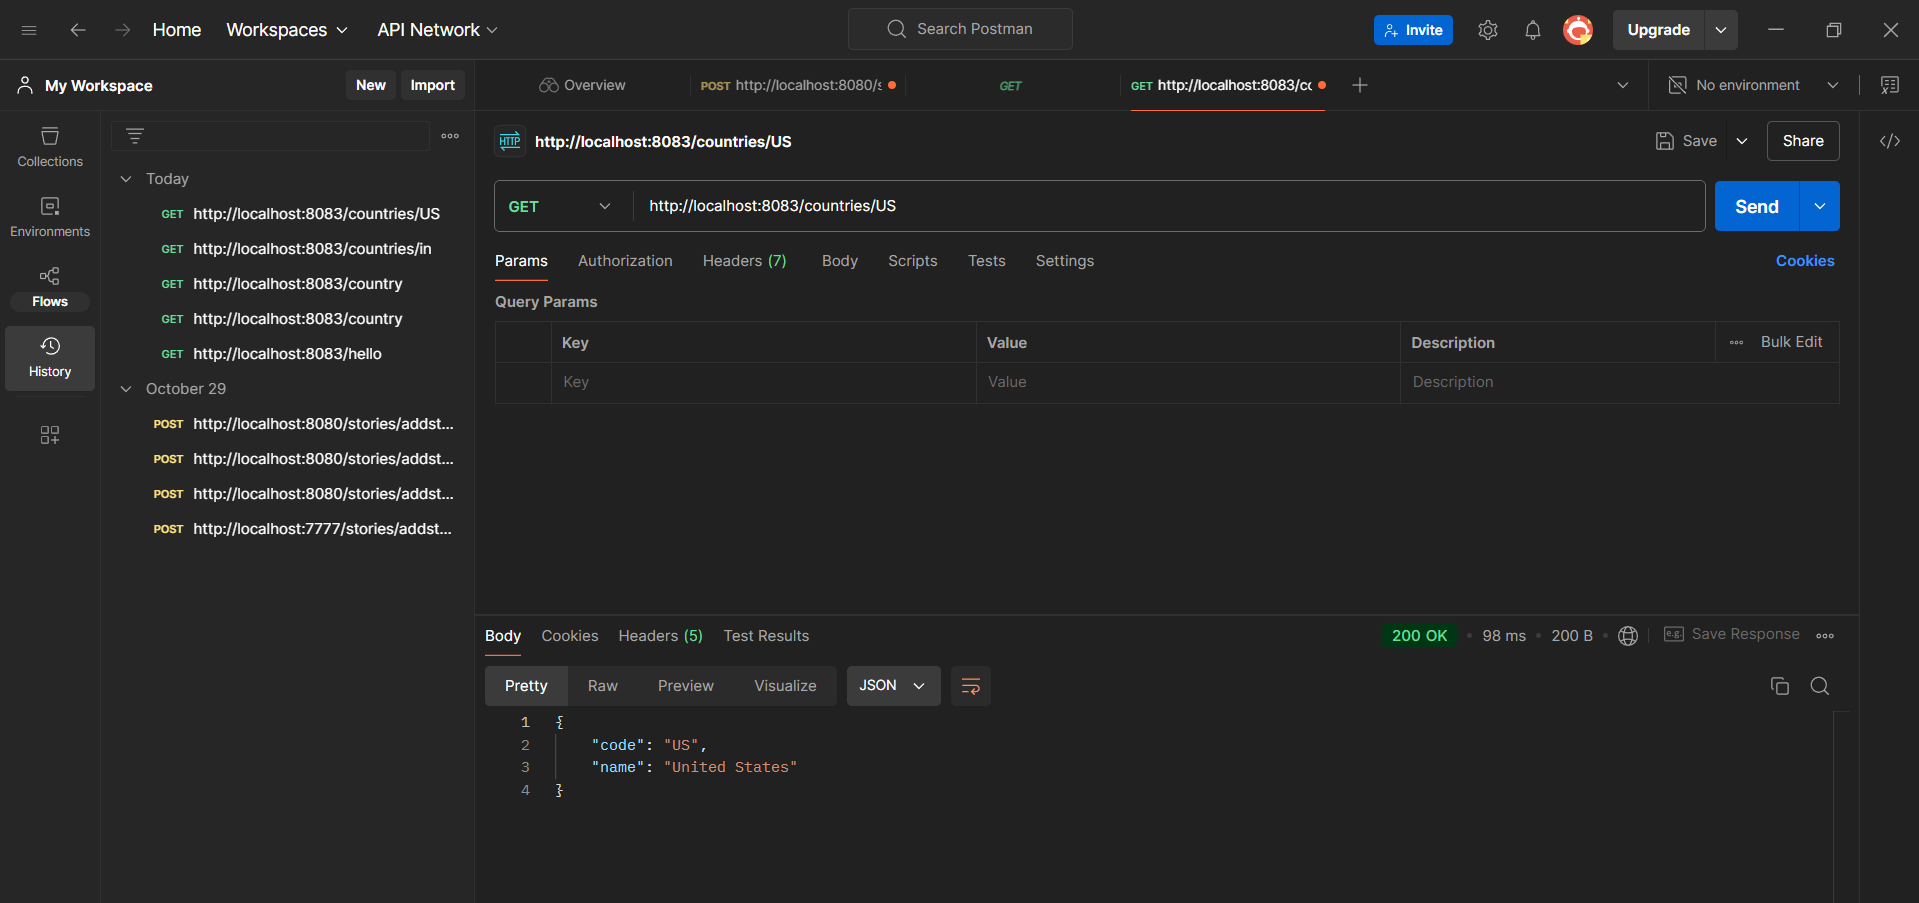 Home Workspaces API Network Search Postman Invite Upgrade
My Workspace New Import Overview POST http://localhost:8080/s GET GET http://localhost:8083/co No environment
Collections
Environments
Flows
History
Today
GET http://localhost:8083/countries/US
GET http://localhost:8083/countries/in
GET http://localhost:8083/country
GET http://localhost:8083/country
GET http://localhost:8083/hello
October 29
POST http://localhost:8080/stories/addst...
POST http://localhost:8080/stories/addst...
POST http://localhost:8080/stories/addst...
POST http://localhost:7777/stories/addst...
HTTP http://localhost:8083/countries/US Save Share
GET http://localhost:8083/countries/US Send
Params Authorization Headers (7) Body Scripts Tests Settings Cookies
Query Params
Key Value Description Bulk Edit
Key Value Description
Body Cookies Headers (5) Test Results 200 OK 98 ms 200 B e.g. Save Response
Pretty Raw Preview Visualize JSON
1 {
2 "code": "US",
3 "name": "United States"
4 }